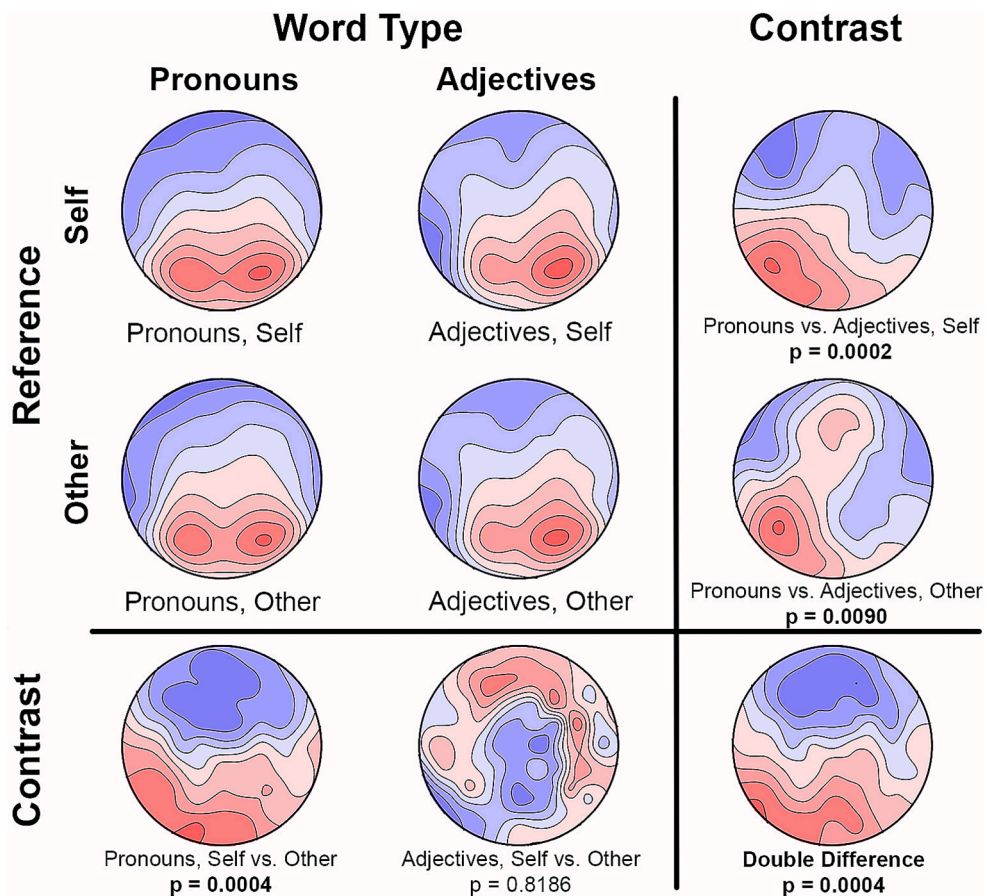 Word Type
Contrast
Pronouns
Adjectives
Reference
Self
Pronouns, Self
Adjectives, Self
Pronouns vs. Adjectives, Self
p = 0.0002
Other
Pronouns, Other
Adjectives, Other
Pronouns vs. Adjectives, Other
p = 0.0090
Contrast
Pronouns, Self vs. Other
p = 0.0004
Adjectives, Self vs. Other
p = 0.8186
Double Difference
p = 0.0004